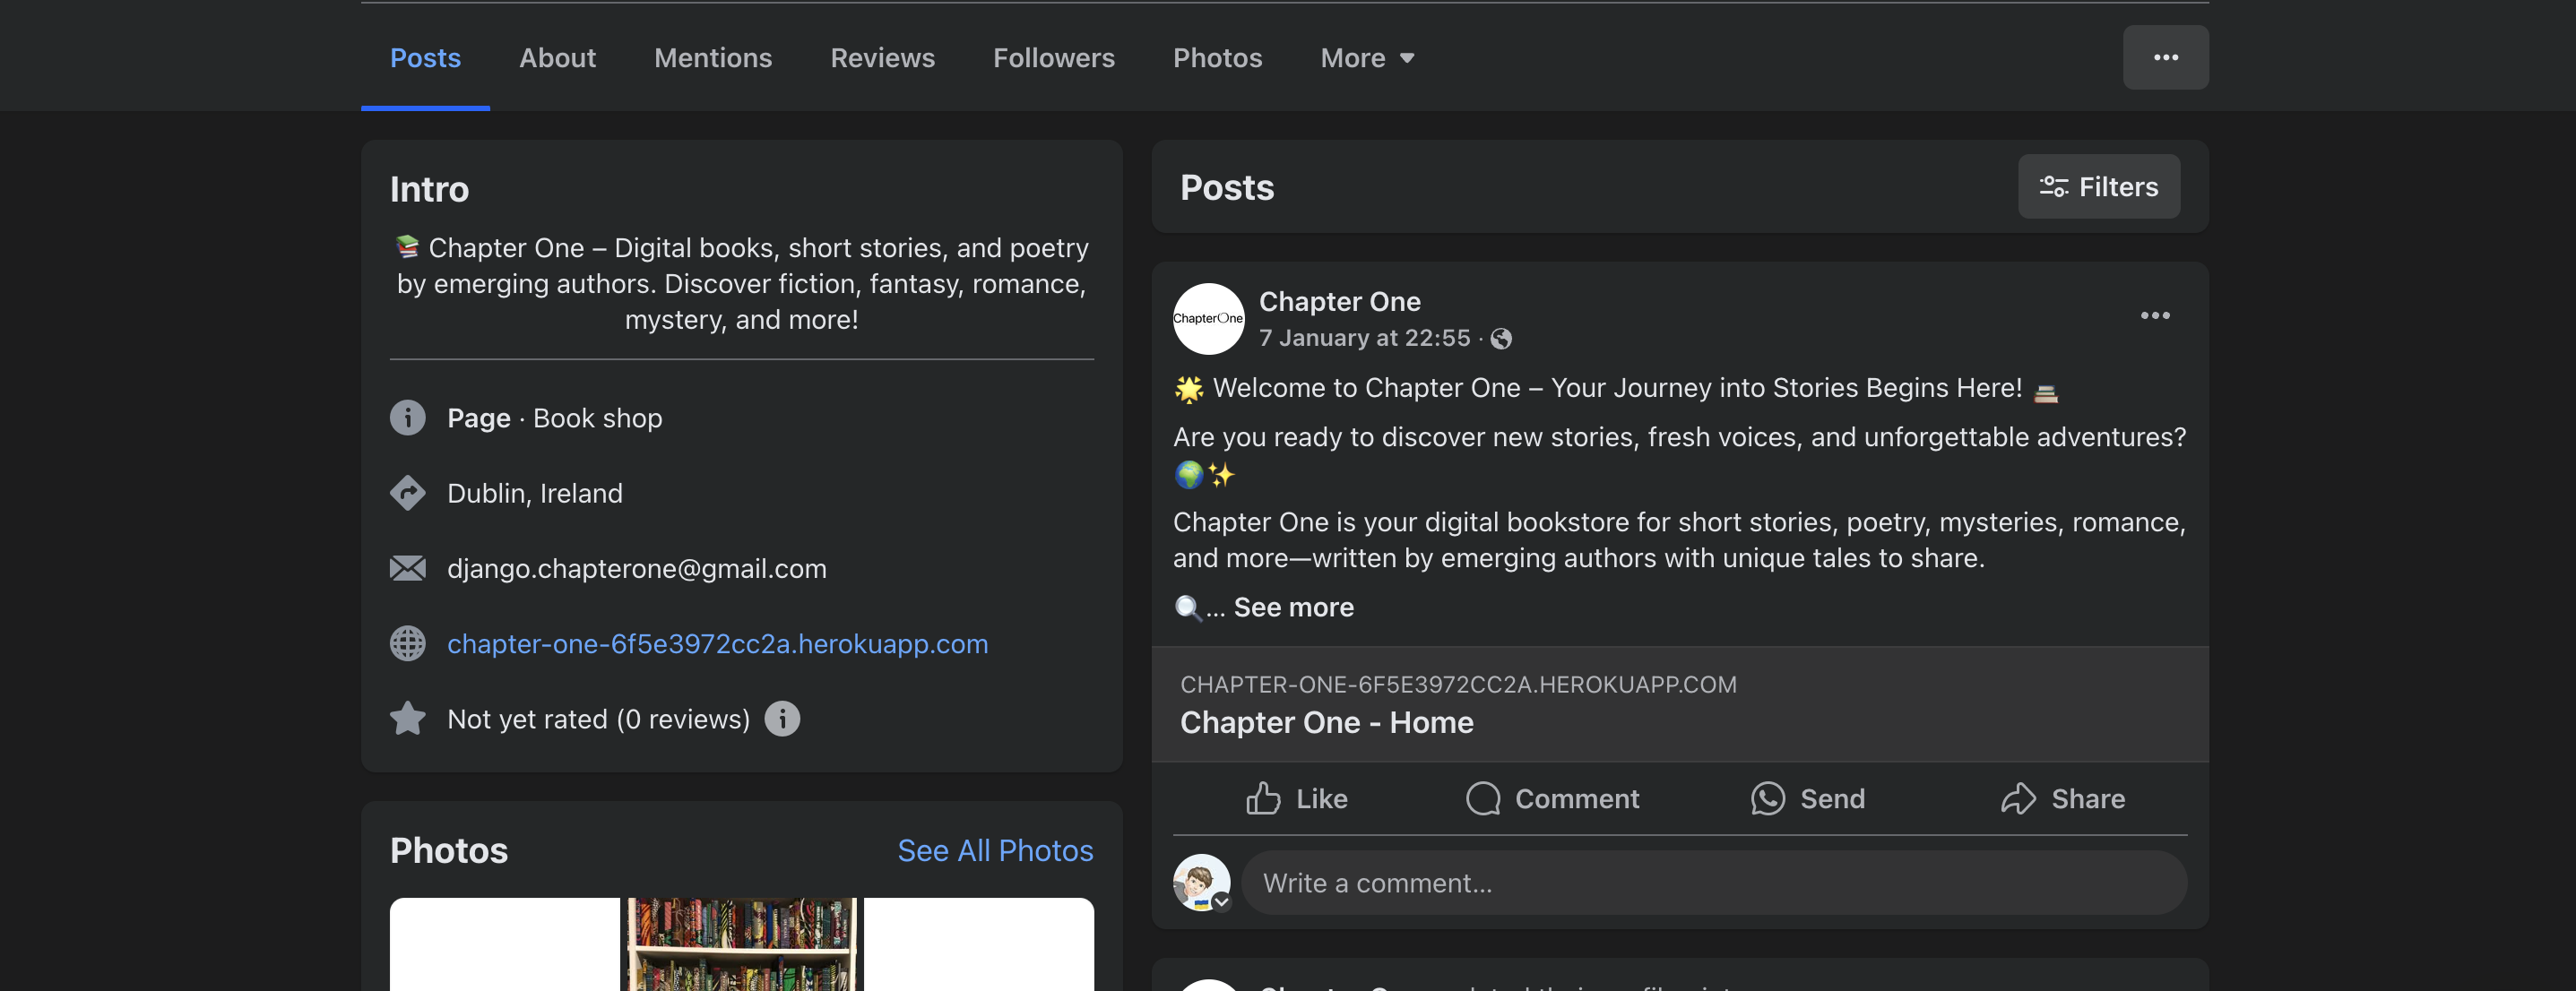 Posts About Mentions Reviews Followers Photos More
Intro
📚 Chapter One – Digital books, short stories, and poetry
by emerging authors. Discover fiction, fantasy, romance,
mystery, and more!
Page · Book shop
Dublin, Ireland
django.chapterone@gmail.com
chapter-one-6f5e3972cc2a.herokuapp.com
Not yet rated (0 reviews)
Photos
See All Photos
Posts
Filters
ChapterOne
Chapter One
7 January at 22:55 ·
🌟 Welcome to Chapter One – Your Journey into Stories Begins Here! 📚
Are you ready to discover new stories, fresh voices, and unforgettable adventures?
🌍✨
Chapter One is your digital bookstore for short stories, poetry, mysteries, romance,
and more—written by emerging authors with unique tales to share.
🔍... See more
CHAPTER-ONE-6F5E3972CC2A.HEROKUAPP.COM
Chapter One - Home
Like Comment Send Share
Write a comment...